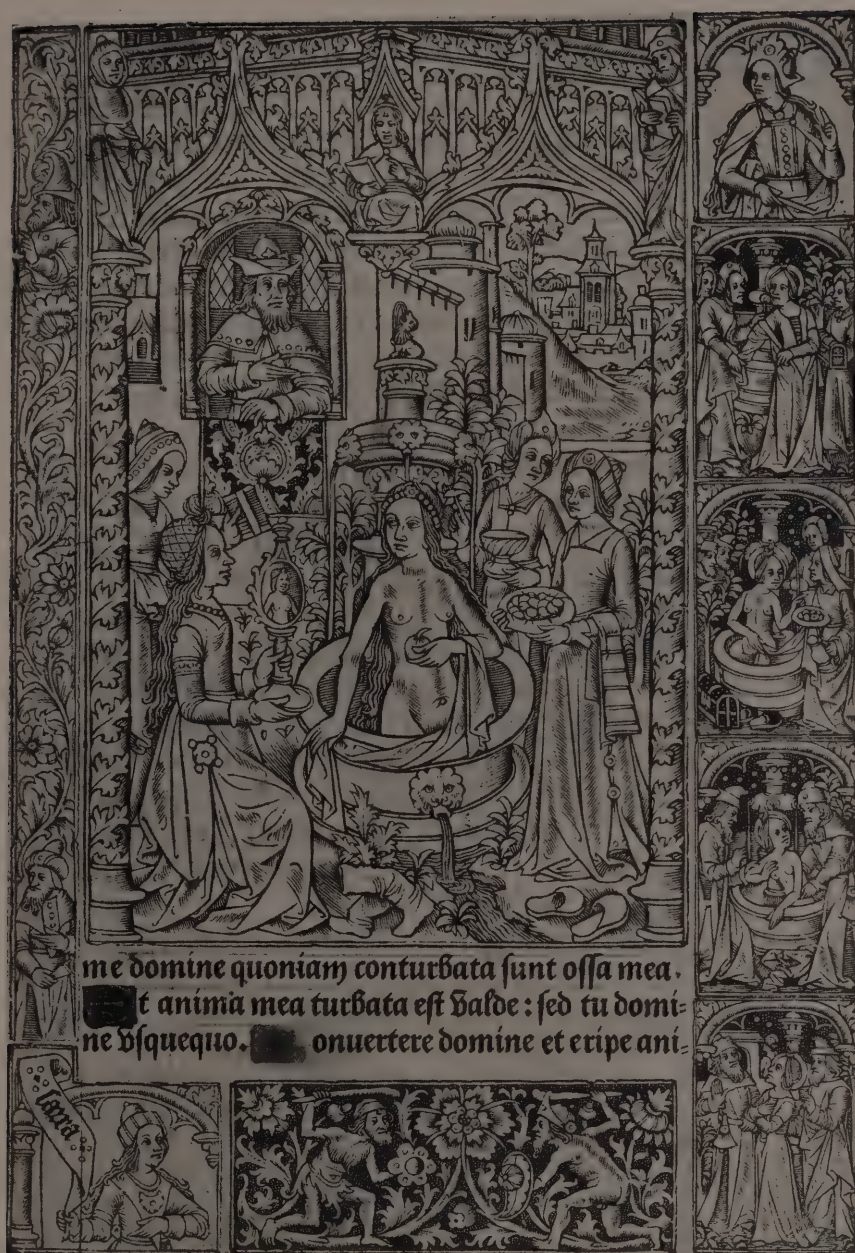 me domine quoniam conturbata sunt ossa mea.
t anima mea turbata est valde : sed tu domi:
ne vsquequo. onuertere domine et eripe ani: